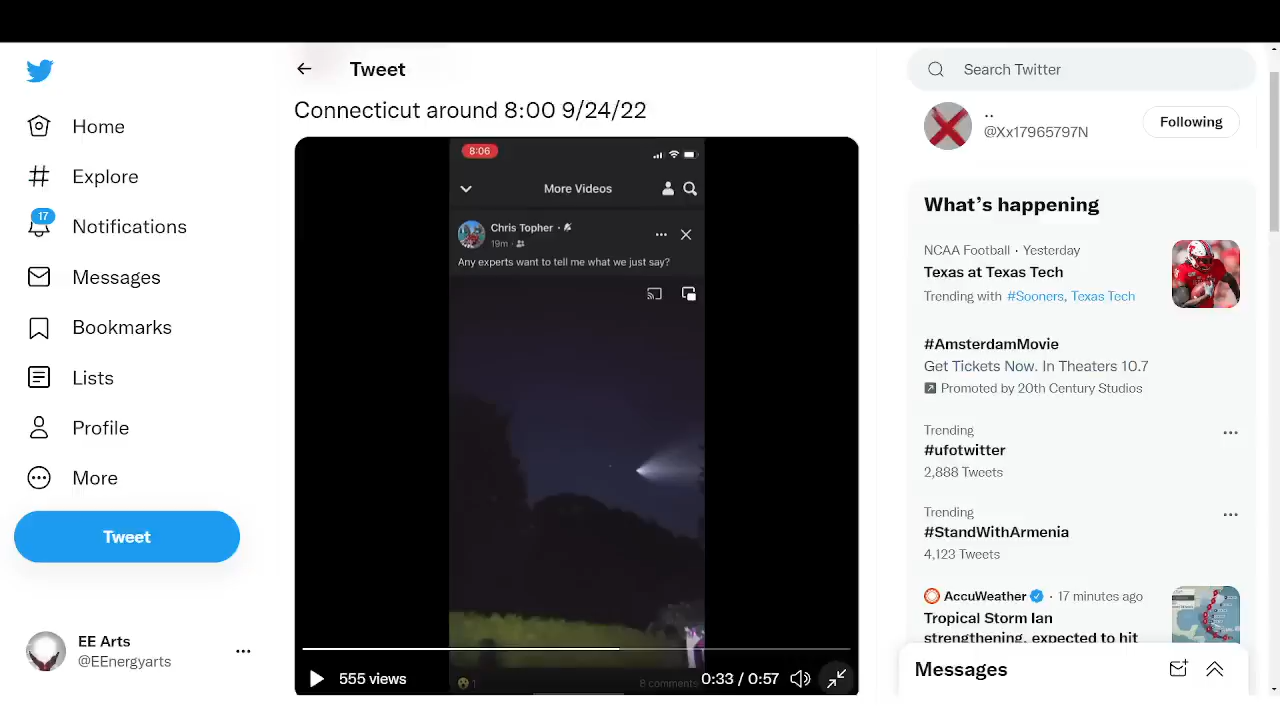 Home
Explore
17
Notifications
Messages
Bookmarks
Lists
Profile
More
Tweet
EE Arts
@EEnergyarts
Tweet
Connecticut around 8:00 9/24/22
8:06
More Videos
Chris Topher ·
19m ·
Any experts want to tell me what we just say?
1
8 comments
555 views
0:33 / 0:57
Search Twitter
..
@Xx17965797N
Following
What's happening
NCAA Football · Yesterday
Texas at Texas Tech
Trending with #Sooners, Texas Tech
#AmsterdamMovie
Get Tickets Now. In Theaters 10.7
Promoted by 20th Century Studios
Trending
#ufotwitter
2,888 Tweets
Trending
#StandWithArmenia
4,123 Tweets
AccuWeather · 17 minutes ago
Tropical Storm Ian
strengthening, expected to hit
Messages